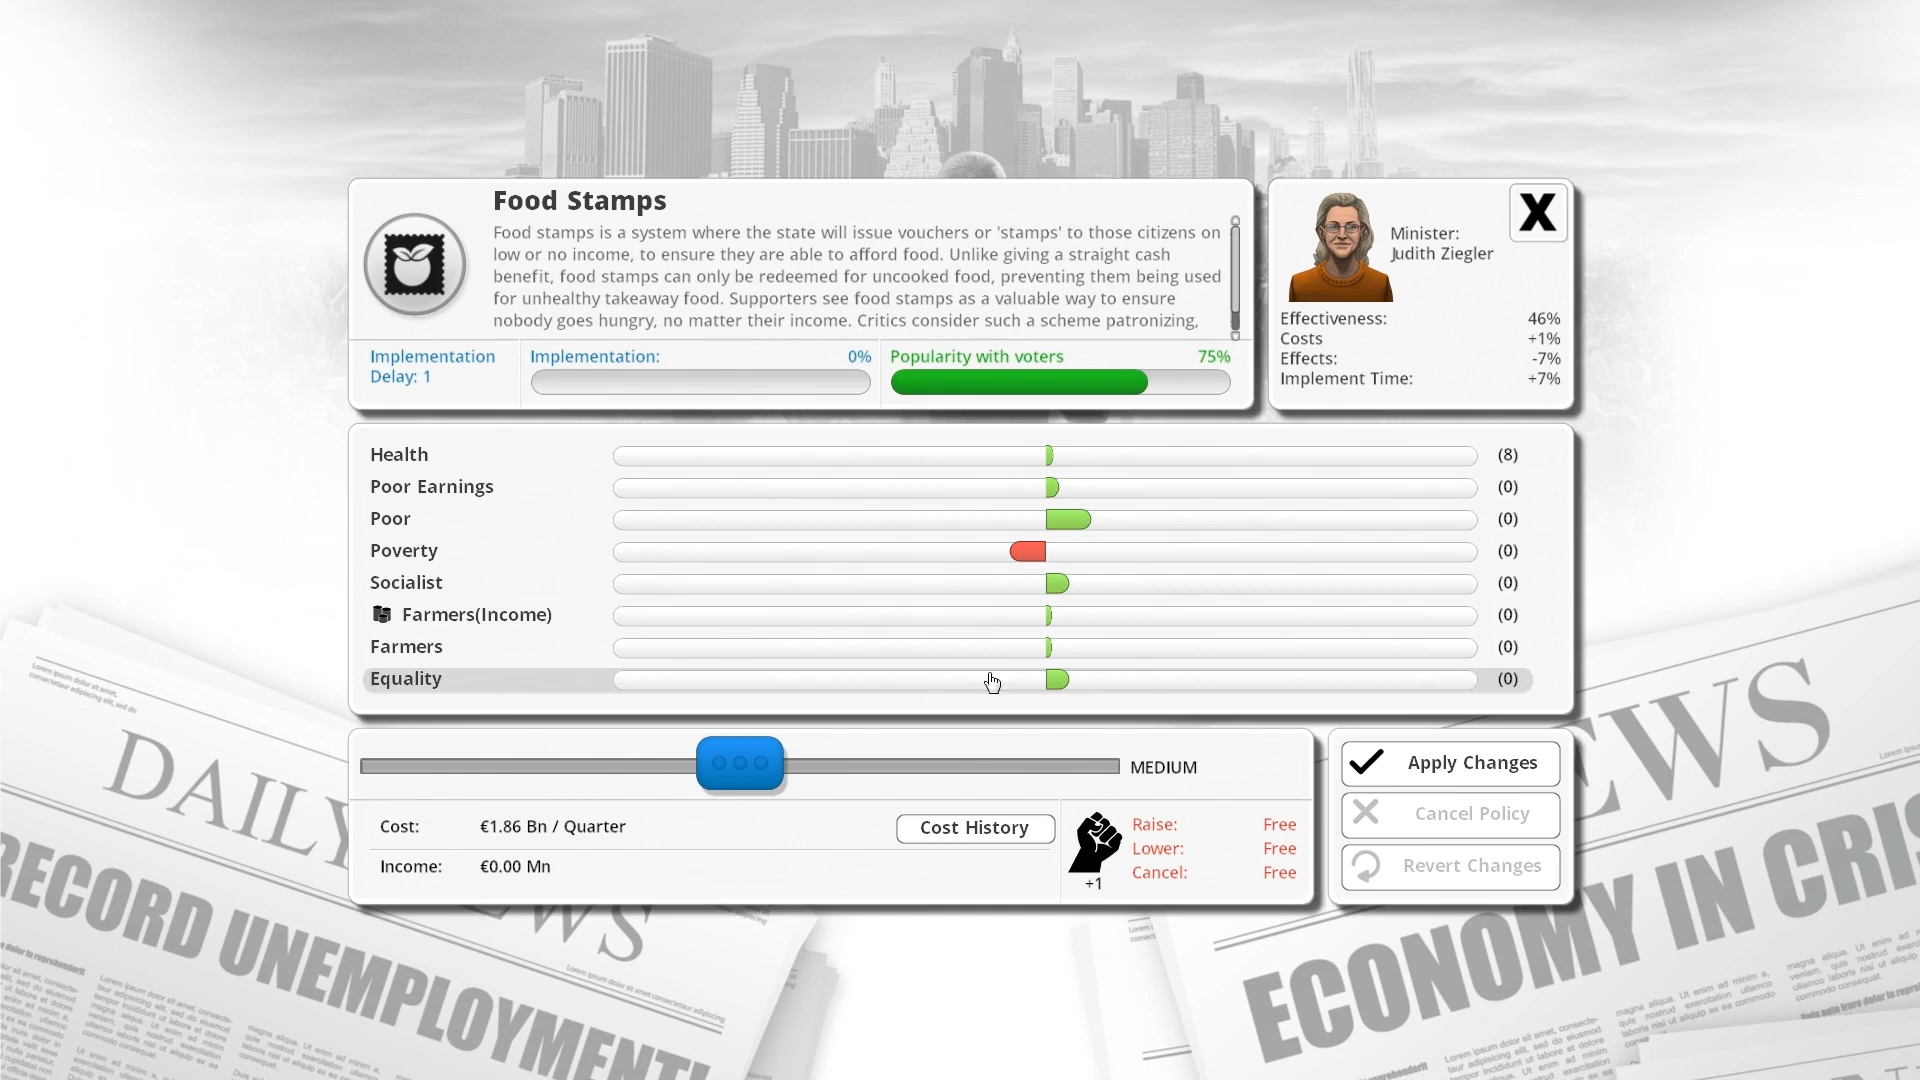 Food Stamps
Food stamps is a system where the state will issue vouchers or 'stamps' to those citizens on
low or no income, to ensure they are able to afford food. Unlike giving a straight cash
benefit, food stamps can only be redeemed for uncooked food, preventing them being used
for unhealthy takeaway food. Supporters see food stamps as a valuable way to ensure
nobody goes hungry, no matter their income. Critics consider such a scheme patronizing,
Implementation
Delay: 1
Implementation: 0%
Popularity with voters 75%
X
Minister:
Judith Ziegler
Effectiveness: 46%
Costs +1%
Effects: -7%
Implement Time: +7%
Health (8)
Poor Earnings (0)
Poor (0)
Poverty (0)
Socialist (0)
Farmers(Income) (0)
Farmers (0)
Equality (0)
MEDIUM
Cost: €1.86 Bn / Quarter
Cost History
Income: €0.00 Mn
+1
Raise: Free
Lower: Free
Cancel: Free
Apply Changes
Cancel Policy
Revert Changes
DAILY
EWS
RECORD UNEMPLOYMENT!
EWS
ECONOMY IN CRIS